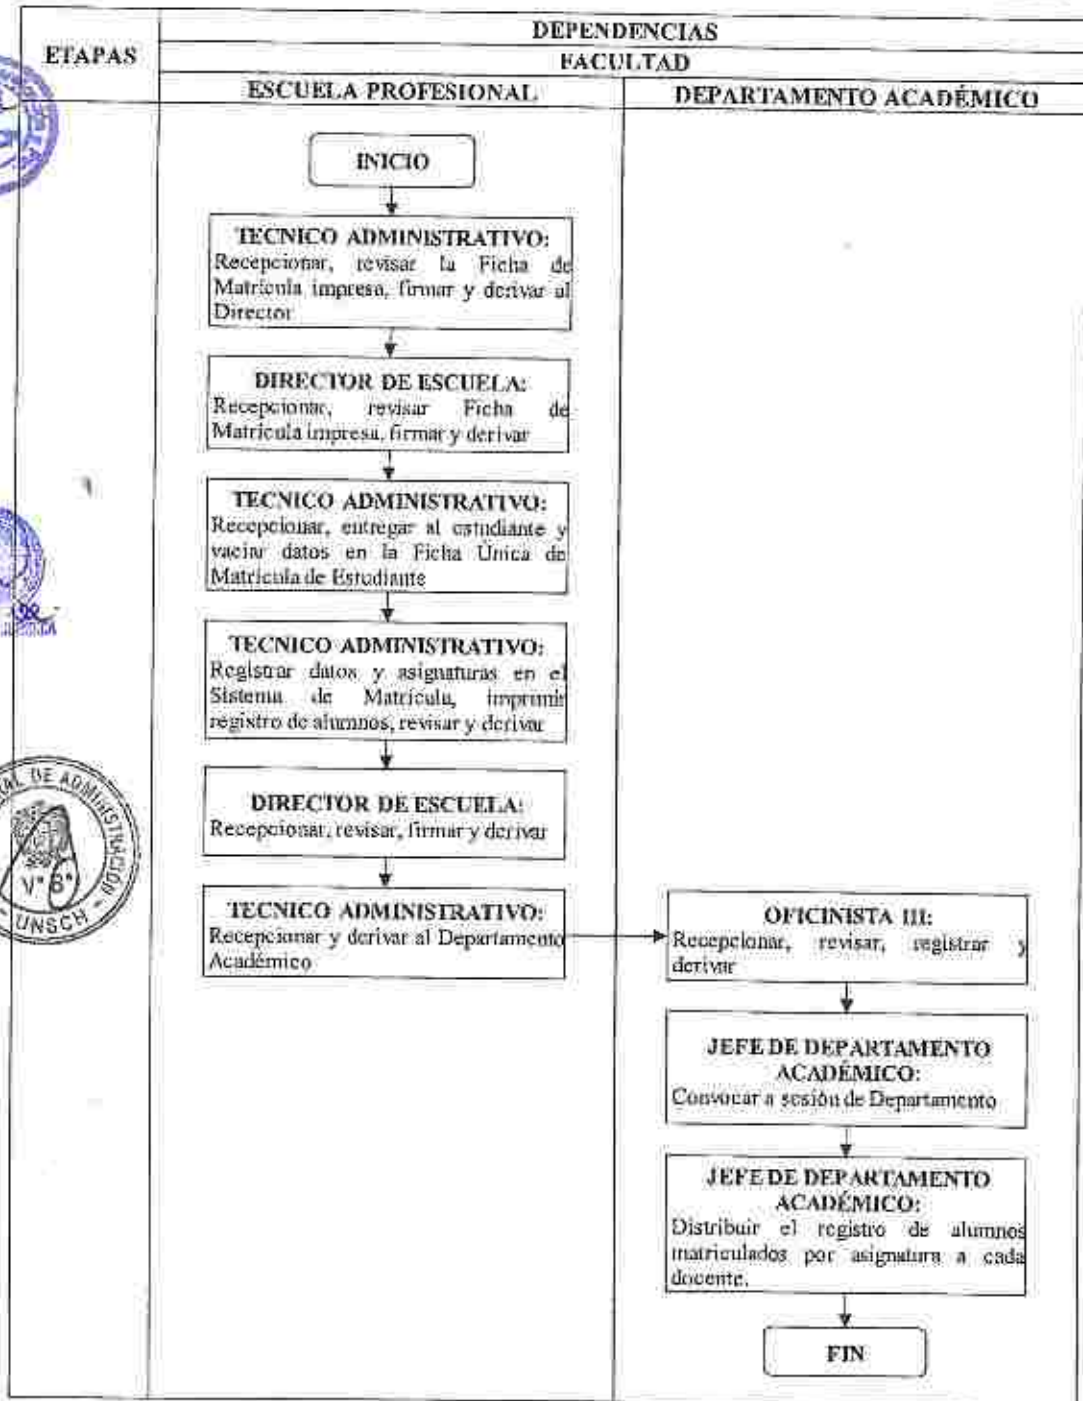 ETAPAS
DEPENDENCIAS
FACULTAD
ESCUELA PROFESIONAL
DEPARTAMENTO ACADÉMICO
INICIO
TECNICO ADMINISTRATIVO:
Recepcionar, revisar la Ficha de
Matrícula impresa, firmar y derivar al
Director
DIRECTOR DE ESCUELA:
Recepcionar, revisar Ficha de
Matrícula impresa, firmar y derivar
TECNICO ADMINISTRATIVO:
Recepcionar, entregar al estudiante y
vaciar datos en la Ficha Única de
Matrícula de Estudiante
TECNICO ADMINISTRATIVO:
Registrar datos y asignaturas en el
Sistema de Matrícula, imprimir
registro de alumnos, revisar y derivar
DIRECTOR DE ESCUELA:
Recepcionar, revisar, firmar y derivar
TECNICO ADMINISTRATIVO:
Recepcionar y derivar al Departamento
Académico
OFICINISTA III:
Recepcionar, revisar, registrar y
derivar
JEFE DE DEPARTAMENTO
ACADÉMICO:
Convocar a sesión de Departamento
JEFE DE DEPARTAMENTO
ACADÉMICO:
Distribuir el registro de alumnos
matriculados por asignatura a cada
docente.
FIN
DE ADMINISTRACIÓN
V° B°
- UNSCH -